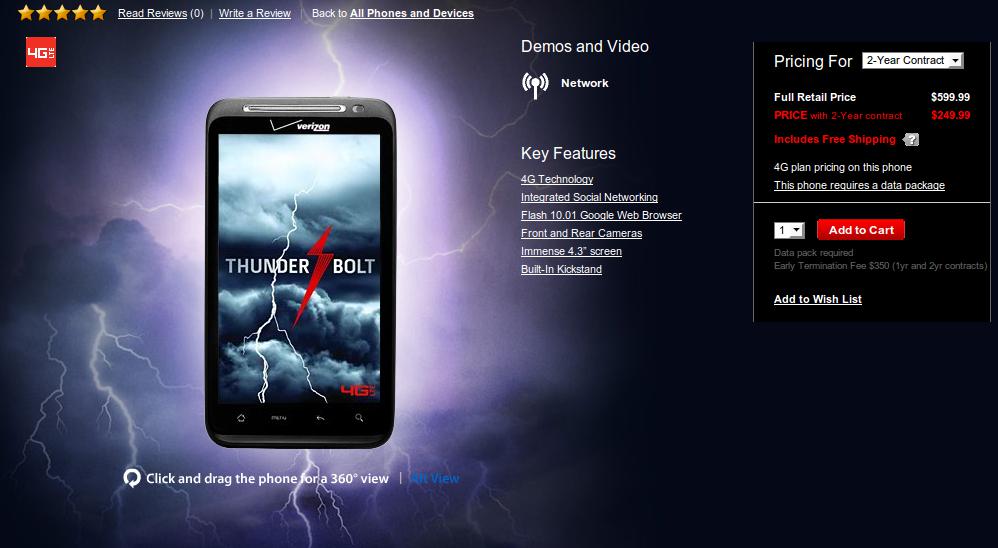 Read Reviews (0) | Write a Review | Back to All Phones and Devices
4G LTE
verizon
THUNDER BOLT
4G LTE
MENU
Click and drag the phone for a 360° view | Alt View
Demos and Video
Network
Key Features
4G Technology
Integrated Social Networking
Flash 10.01 Google Web Browser
Front and Rear Cameras
Immense 4.3" screen
Built-In Kickstand
Pricing For 2-Year Contract
Full Retail Price $599.99
PRICE with 2-Year contract $249.99
Includes Free Shipping ?
4G plan pricing on this phone
This phone requires a data package
1 Add to Cart
Data pack required
Early Termination Fee $350 (1yr and 2yr contracts)
Add to Wish List